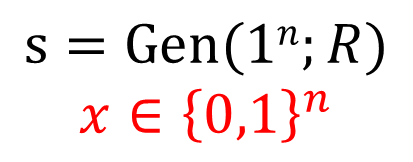 s = Gen(1ⁿ; R)
x ∈ {0,1}ⁿ